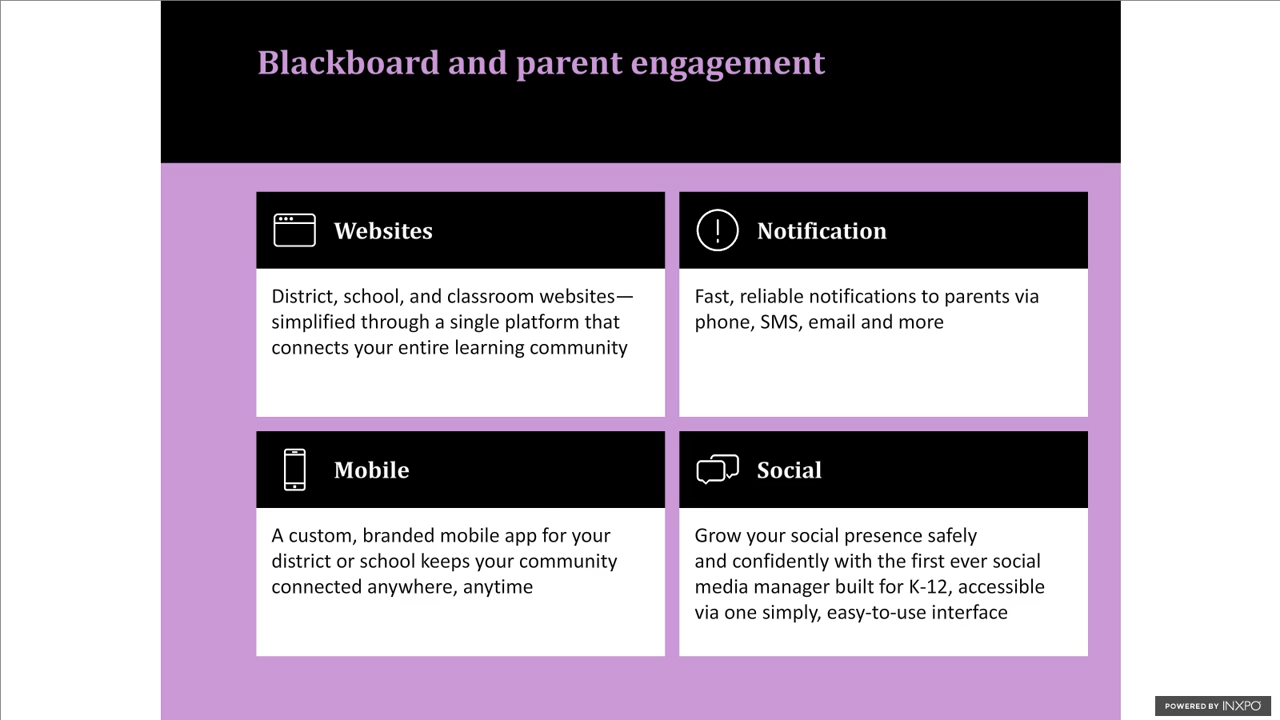 Blackboard and parent engagement
Websites
District, school, and classroom websites—
simplified through a single platform that
connects your entire learning community
Notification
Fast, reliable notifications to parents via
phone, SMS, email and more
Mobile
A custom, branded mobile app for your
district or school keeps your community
connected anywhere, anytime
Social
Grow your social presence safely
and confidently with the first ever social
media manager built for K-12, accessible
via one simply, easy-to-use interface
POWERED BY INXPO